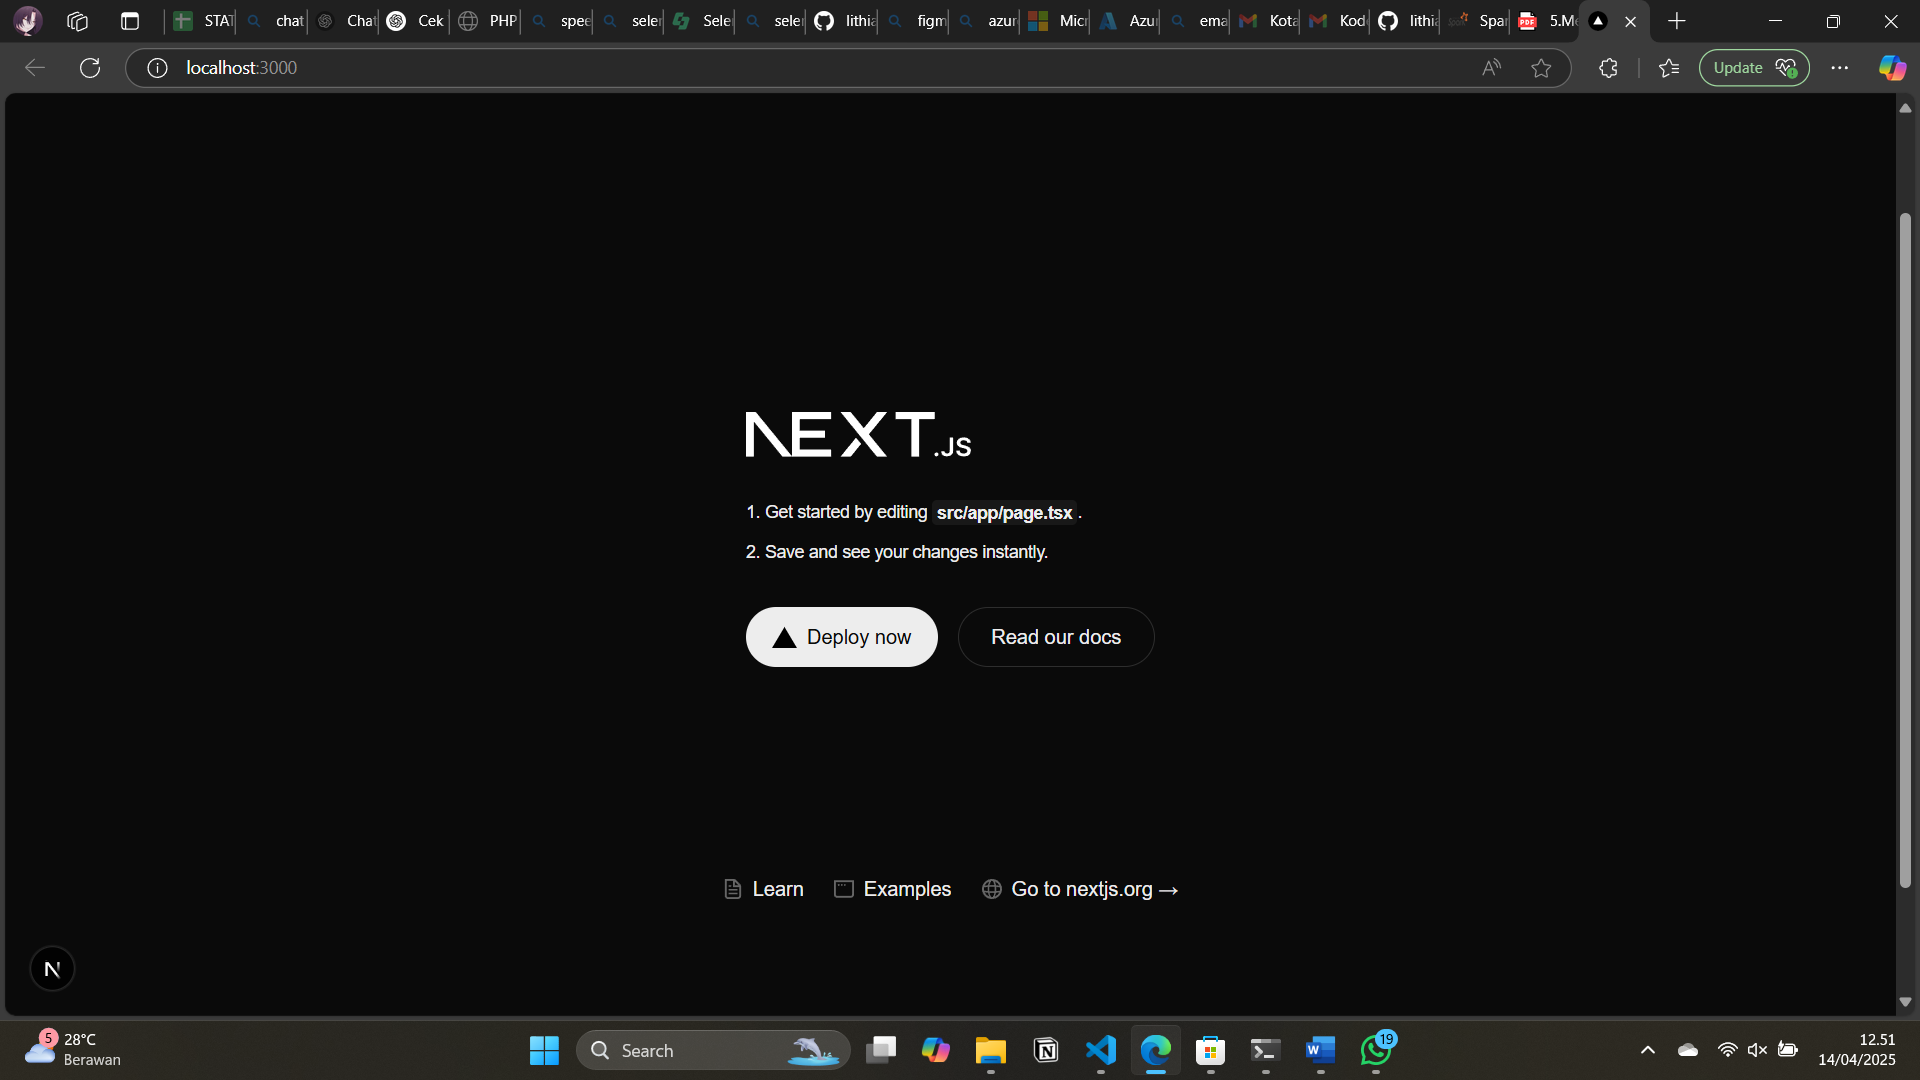 STAT
chat
Chat
Cek
PHP
spee
seler
Sele
seler
lithia
figm
azur
Micr
Azur
ema
Kota
Kod
lithi
Spar
5.Me
localhost:3000
Update
NEXT.JS
1. Get started by editing src/app/page.tsx.
2. Save and see your changes instantly.
Deploy now
Read our docs
Learn
Examples
Go to nextjs.org →
N
5
28°C
Berawan
Search
19
12.51
14/04/2025